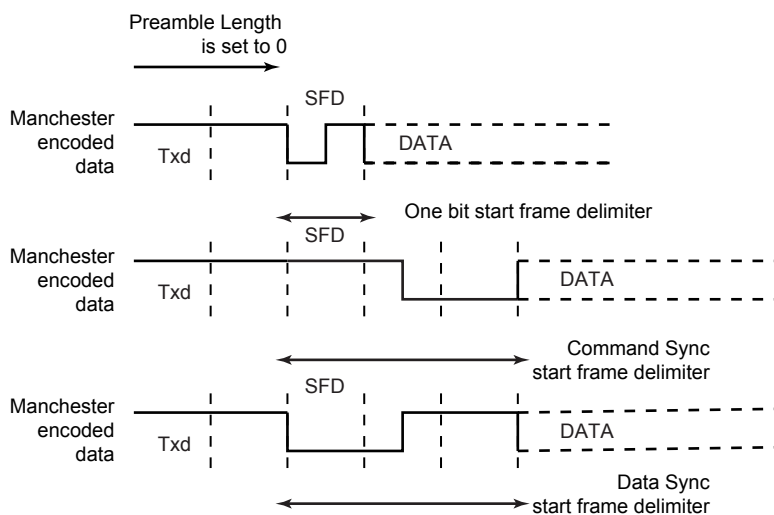 Preamble Length
is set to 0
SFD
Manchester
encoded
data
Txd
DATA
One bit start frame delimiter
SFD
Manchester
encoded
data
Txd
DATA
Command Sync
start frame delimiter
SFD
Manchester
encoded
data
Txd
DATA
Data Sync
start frame delimiter